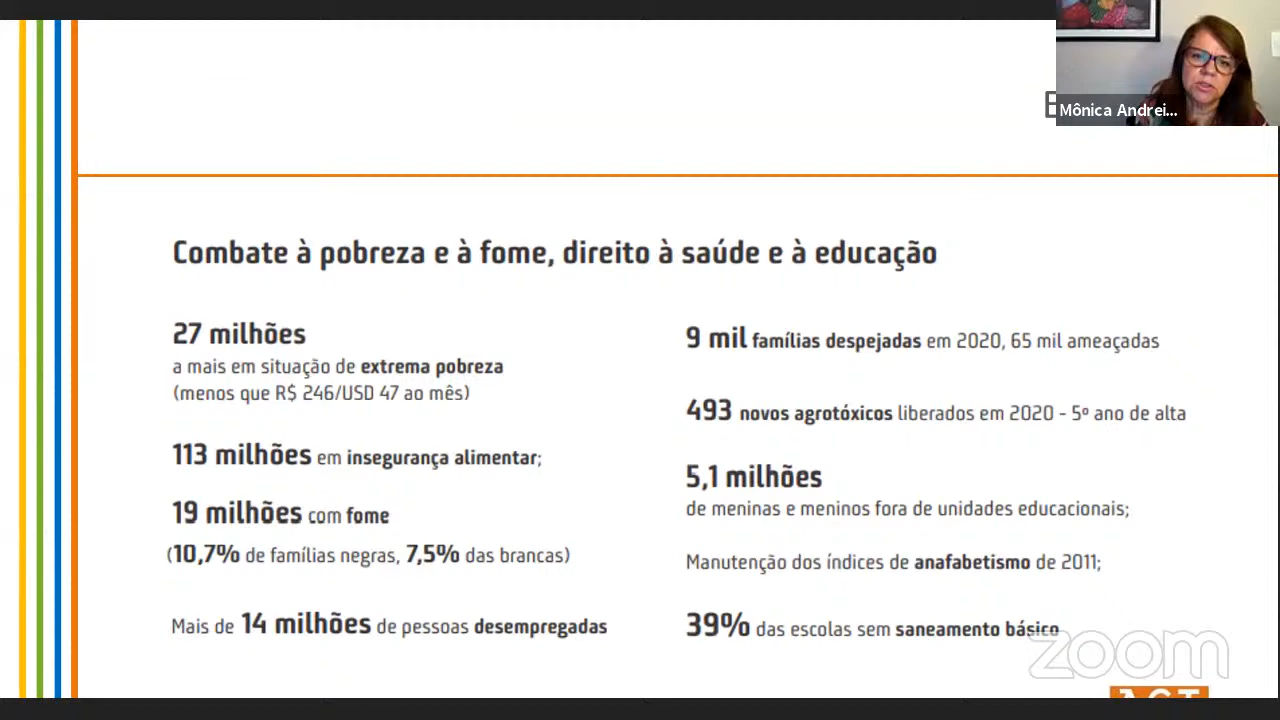 Mônica Andrei...
Combate à pobreza e à fome, direito à saúde e à educação
27 milhões
a mais em situação de extrema pobreza
(menos que R$ 246/USD 47 ao mês)
113 milhões em insegurança alimentar;
19 milhões com fome
(10,7% de famílias negras, 7,5% das brancas)
Mais de 14 milhões de pessoas desempregadas
9 mil famílias despejadas em 2020, 65 mil ameaçadas
493 novos agrotóxicos liberados em 2020 - 5º ano de alta
5,1 milhões
de meninas e meninos fora de unidades educacionais;
Manutenção dos índices de anafabetismo de 2011;
39% das escolas sem saneamento básico
zoom